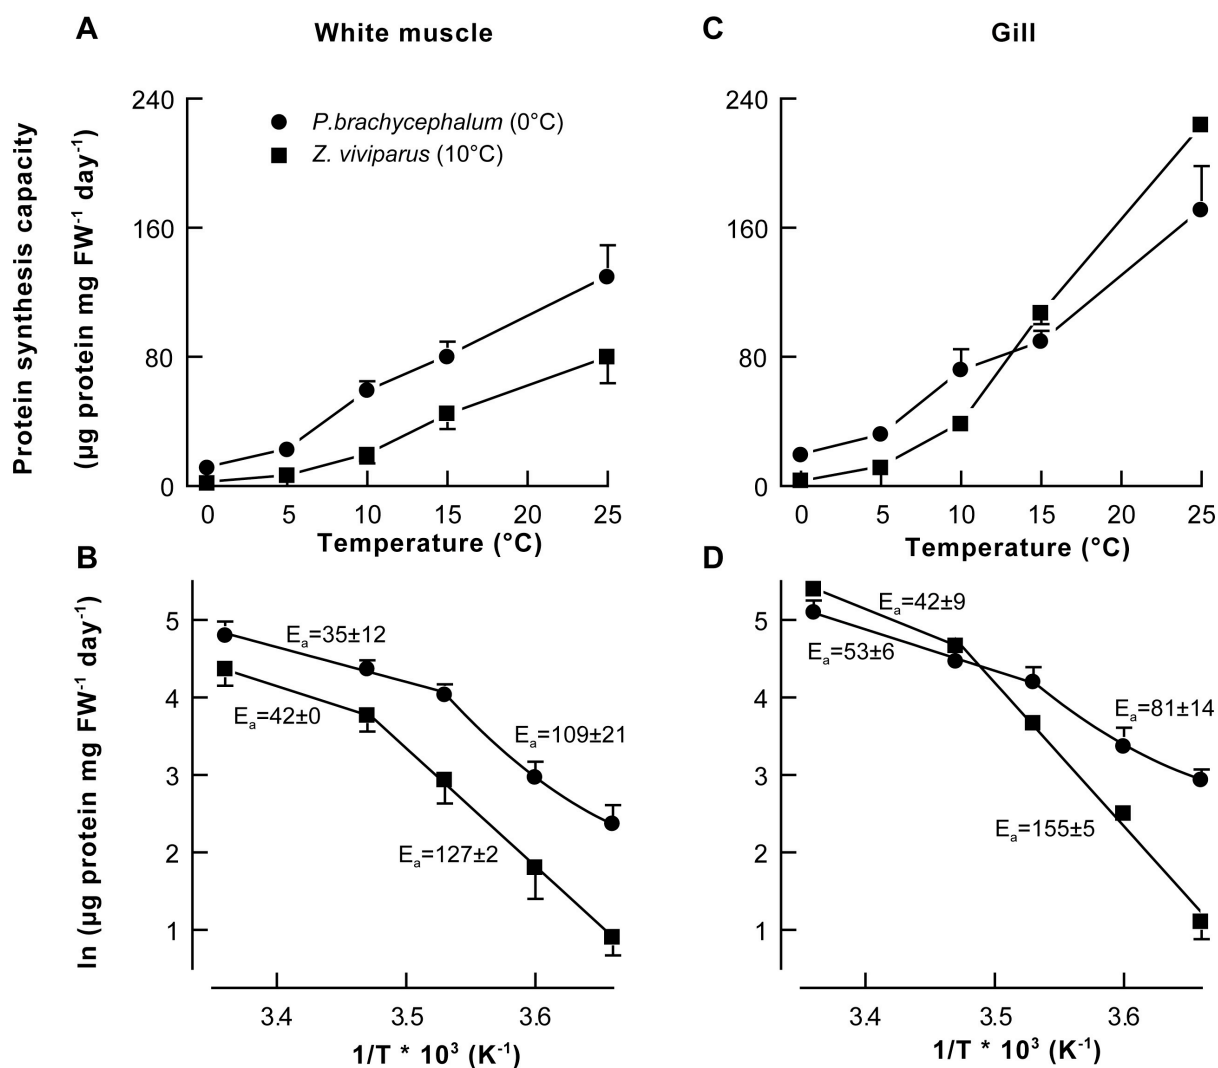 A
White muscle
C
Gill
Protein synthesis capacity
(µg protein mg FW⁻¹ day⁻¹)
240
160
80
0
P.brachycephalum (0°C)
Z. viviparus (10°C)
0 5 10 15 20 25
Temperature (°C)
240
160
80
0
0 5 10 15 20 25
Temperature (°C)
B
ln (µg protein mg FW⁻¹ day⁻¹)
5
4
3
2
1
Eₐ=35±12
Eₐ=42±0
Eₐ=109±21
Eₐ=127±2
3.4 3.5 3.6
1/T * 10³ (K⁻¹)
D
5
4
3
2
1
Eₐ=42±9
Eₐ=53±6
Eₐ=81±14
Eₐ=155±5
3.4 3.5 3.6
1/T * 10³ (K⁻¹)